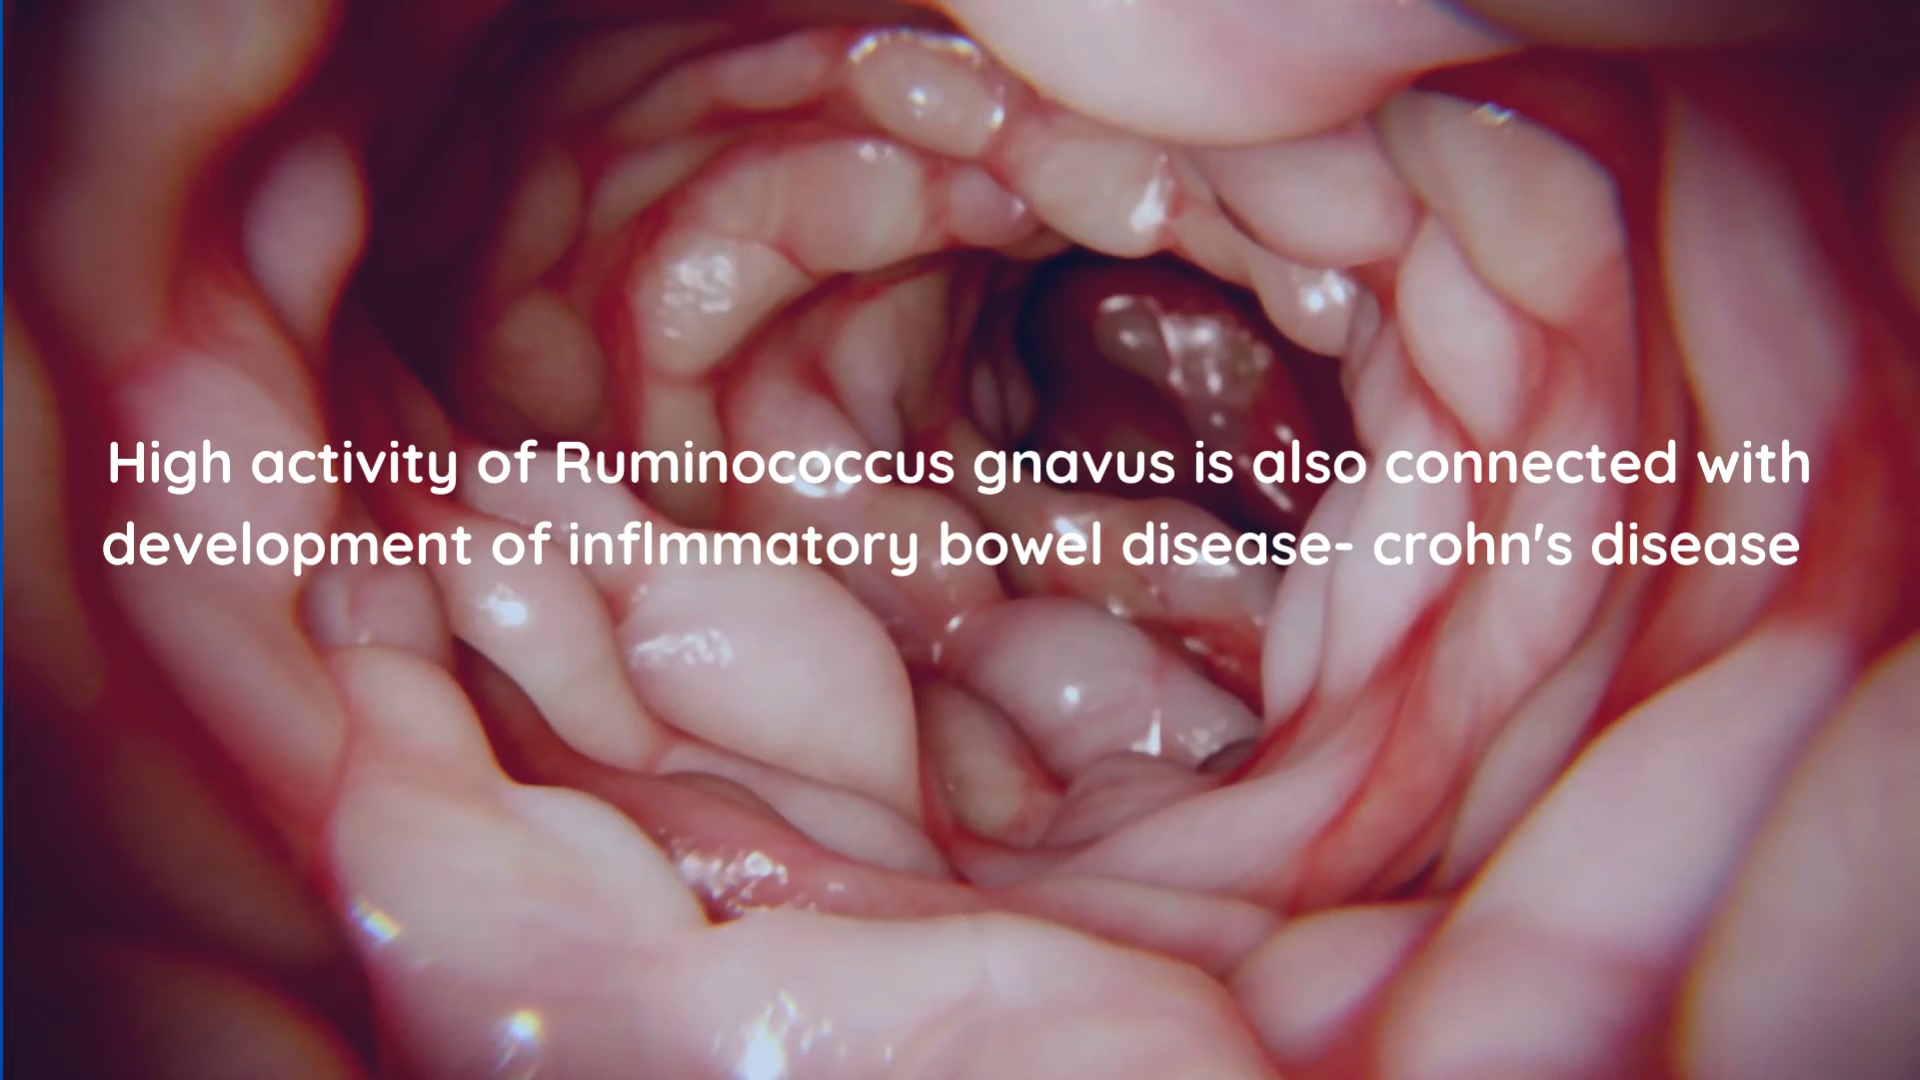 High activity of Ruminococcus gnavus is also connected with
development of inflmmatory bowel disease- crohn's disease